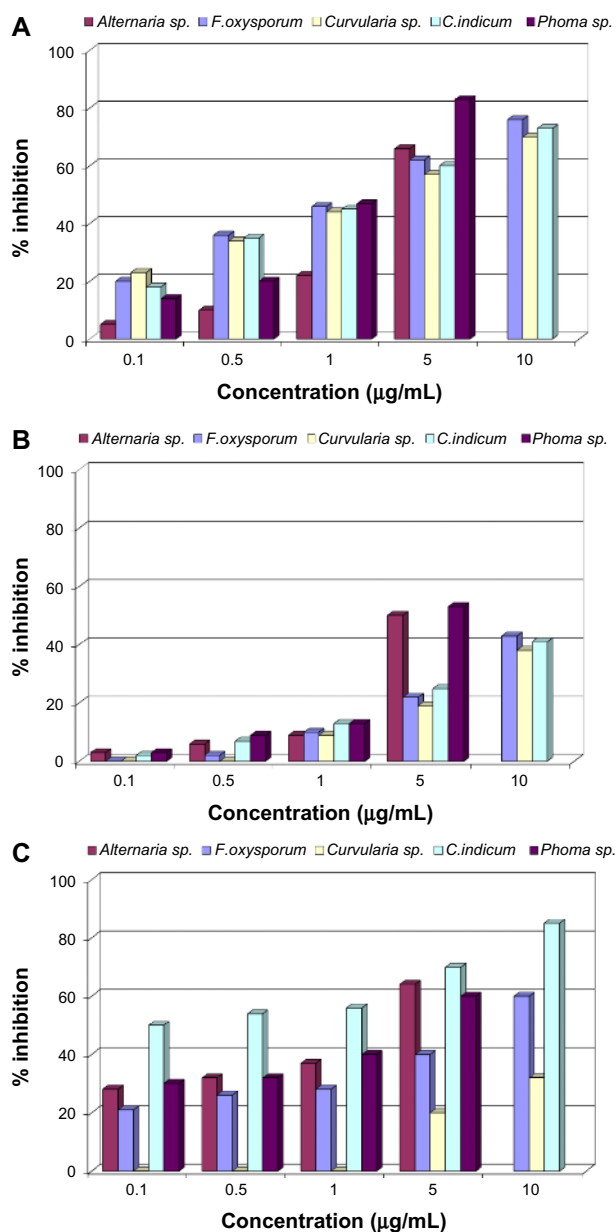 A
Alternaria sp. F.oxysporum Curvularia sp. C.indicum Phoma sp.
100
80
60
40
20
0
% inhibition
0.1 0.5 1 5 10
Concentration (µg/mL)
B
Alternaria sp. F.oxysporum Curvularia sp. C.indicum Phoma sp.
100
80
60
40
20
0
% inhibition
0.1 0.5 1 5 10
Concentration (µg/mL)
C
Alternaria sp. F.oxysporum Curvularia sp. C.indicum Phoma sp.
100
80
60
40
20
0
% inhibition
0.1 0.5 1 5 10
Concentration (µg/mL)